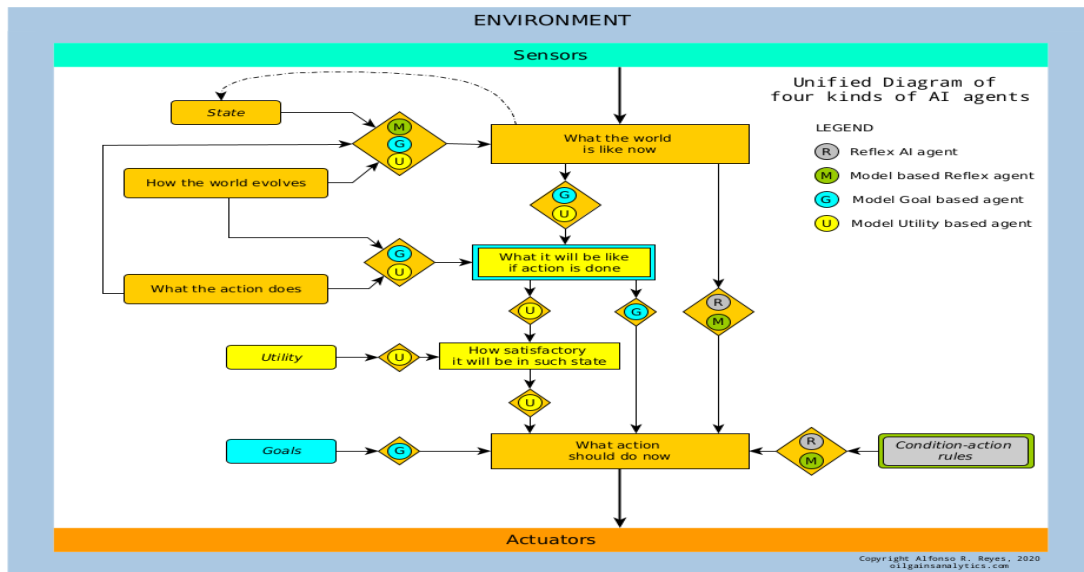 ENVIRONMENT
Sensors
Unified Diagram of
four kinds of AI agents
LEGEND
R Reflex AI agent
M Model based Reflex agent
G Model Goal based agent
U Model Utility based agent
State
M
G
U
What the world
is like now
How the world evolves
G
U
G
U
What it will be like
if action is done
What the action does
U
G
R
M
Utility
U
How satisfactory
it will be in such state
U
Goals
G
What action
should do now
R
M
Condition-action
rules
Actuators
Copyright Alfonso R. Reyes, 2020
oilgainsanalytics.com